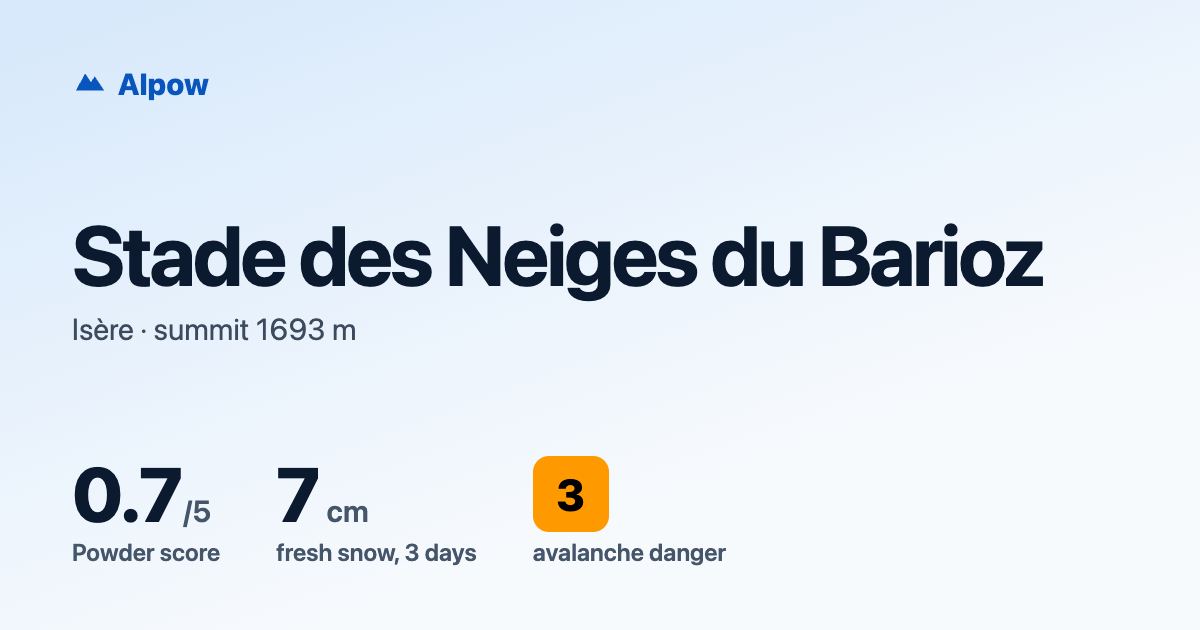 Alpow
Stade des Neiges du Barioz
Isère · summit 1693 m
0.7/5 7 cm 3
Powder score fresh snow, 3 days avalanche danger